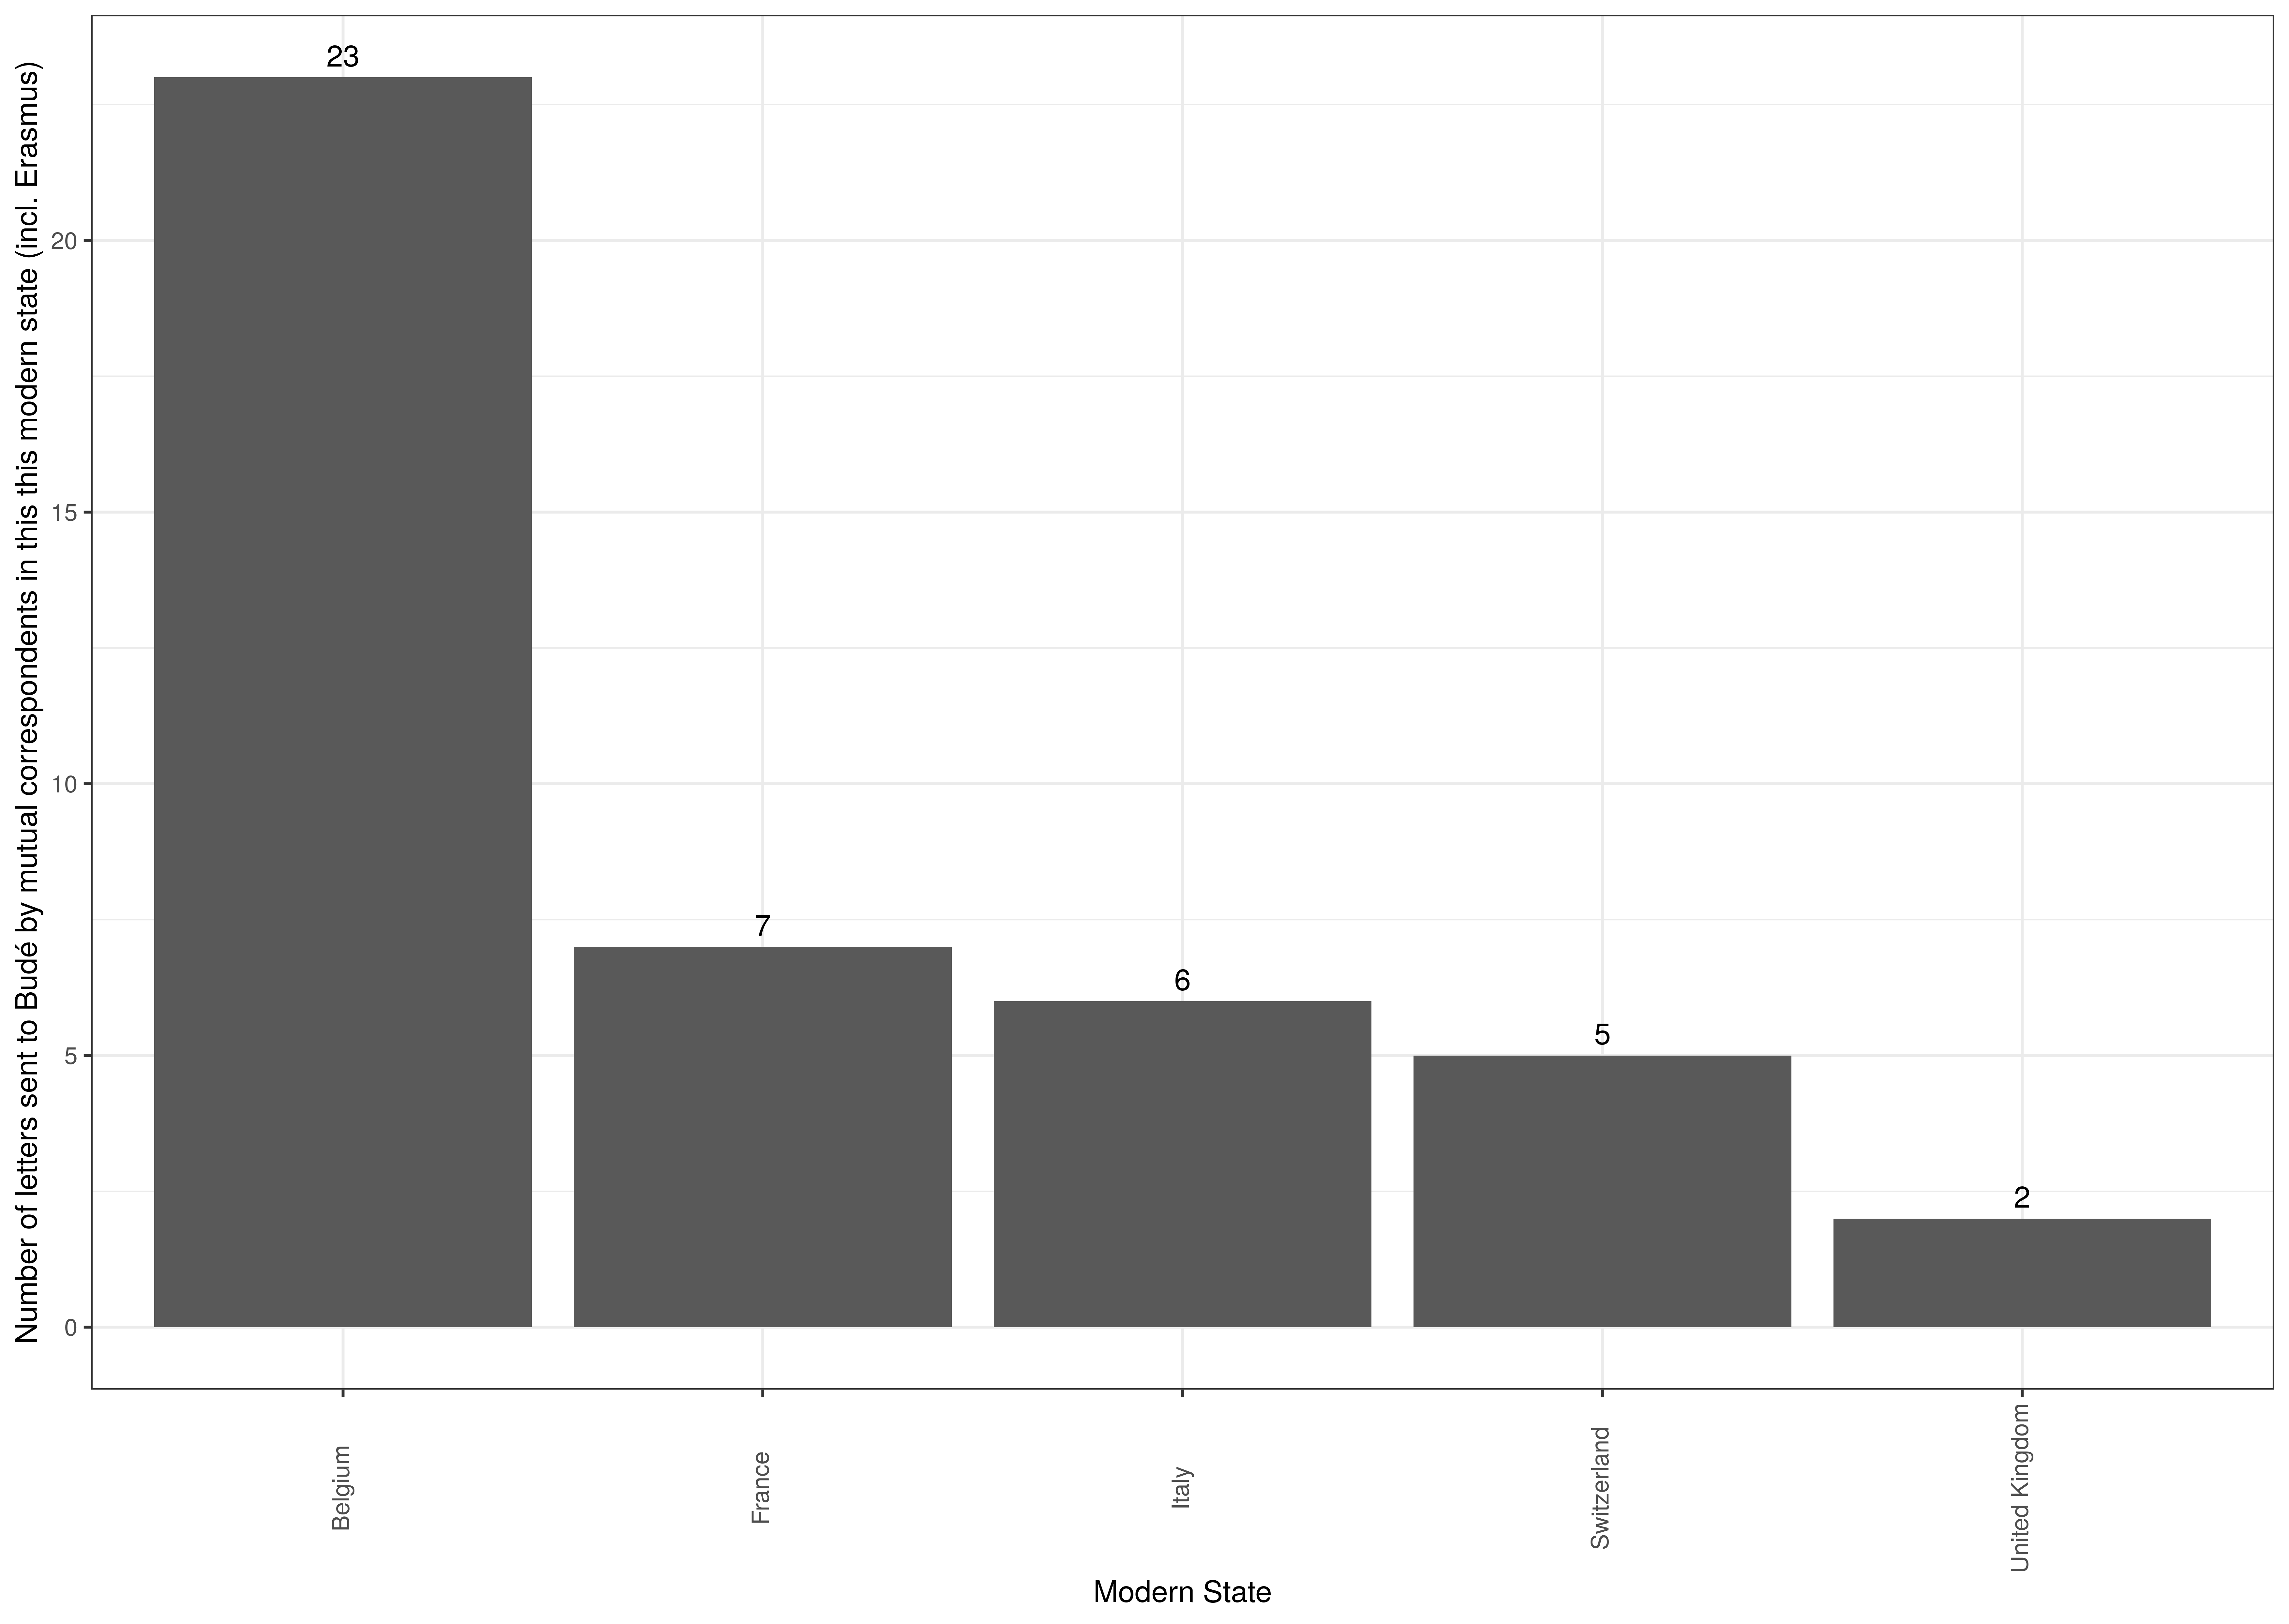 Number of letters sent to Budé by mutual correspondents in this this modern state (incl. Erasmus)
20
15
10
5
0
23
7
6
5
2
Belgium
France
Italy
Switzerland
United Kingdom
Modern State